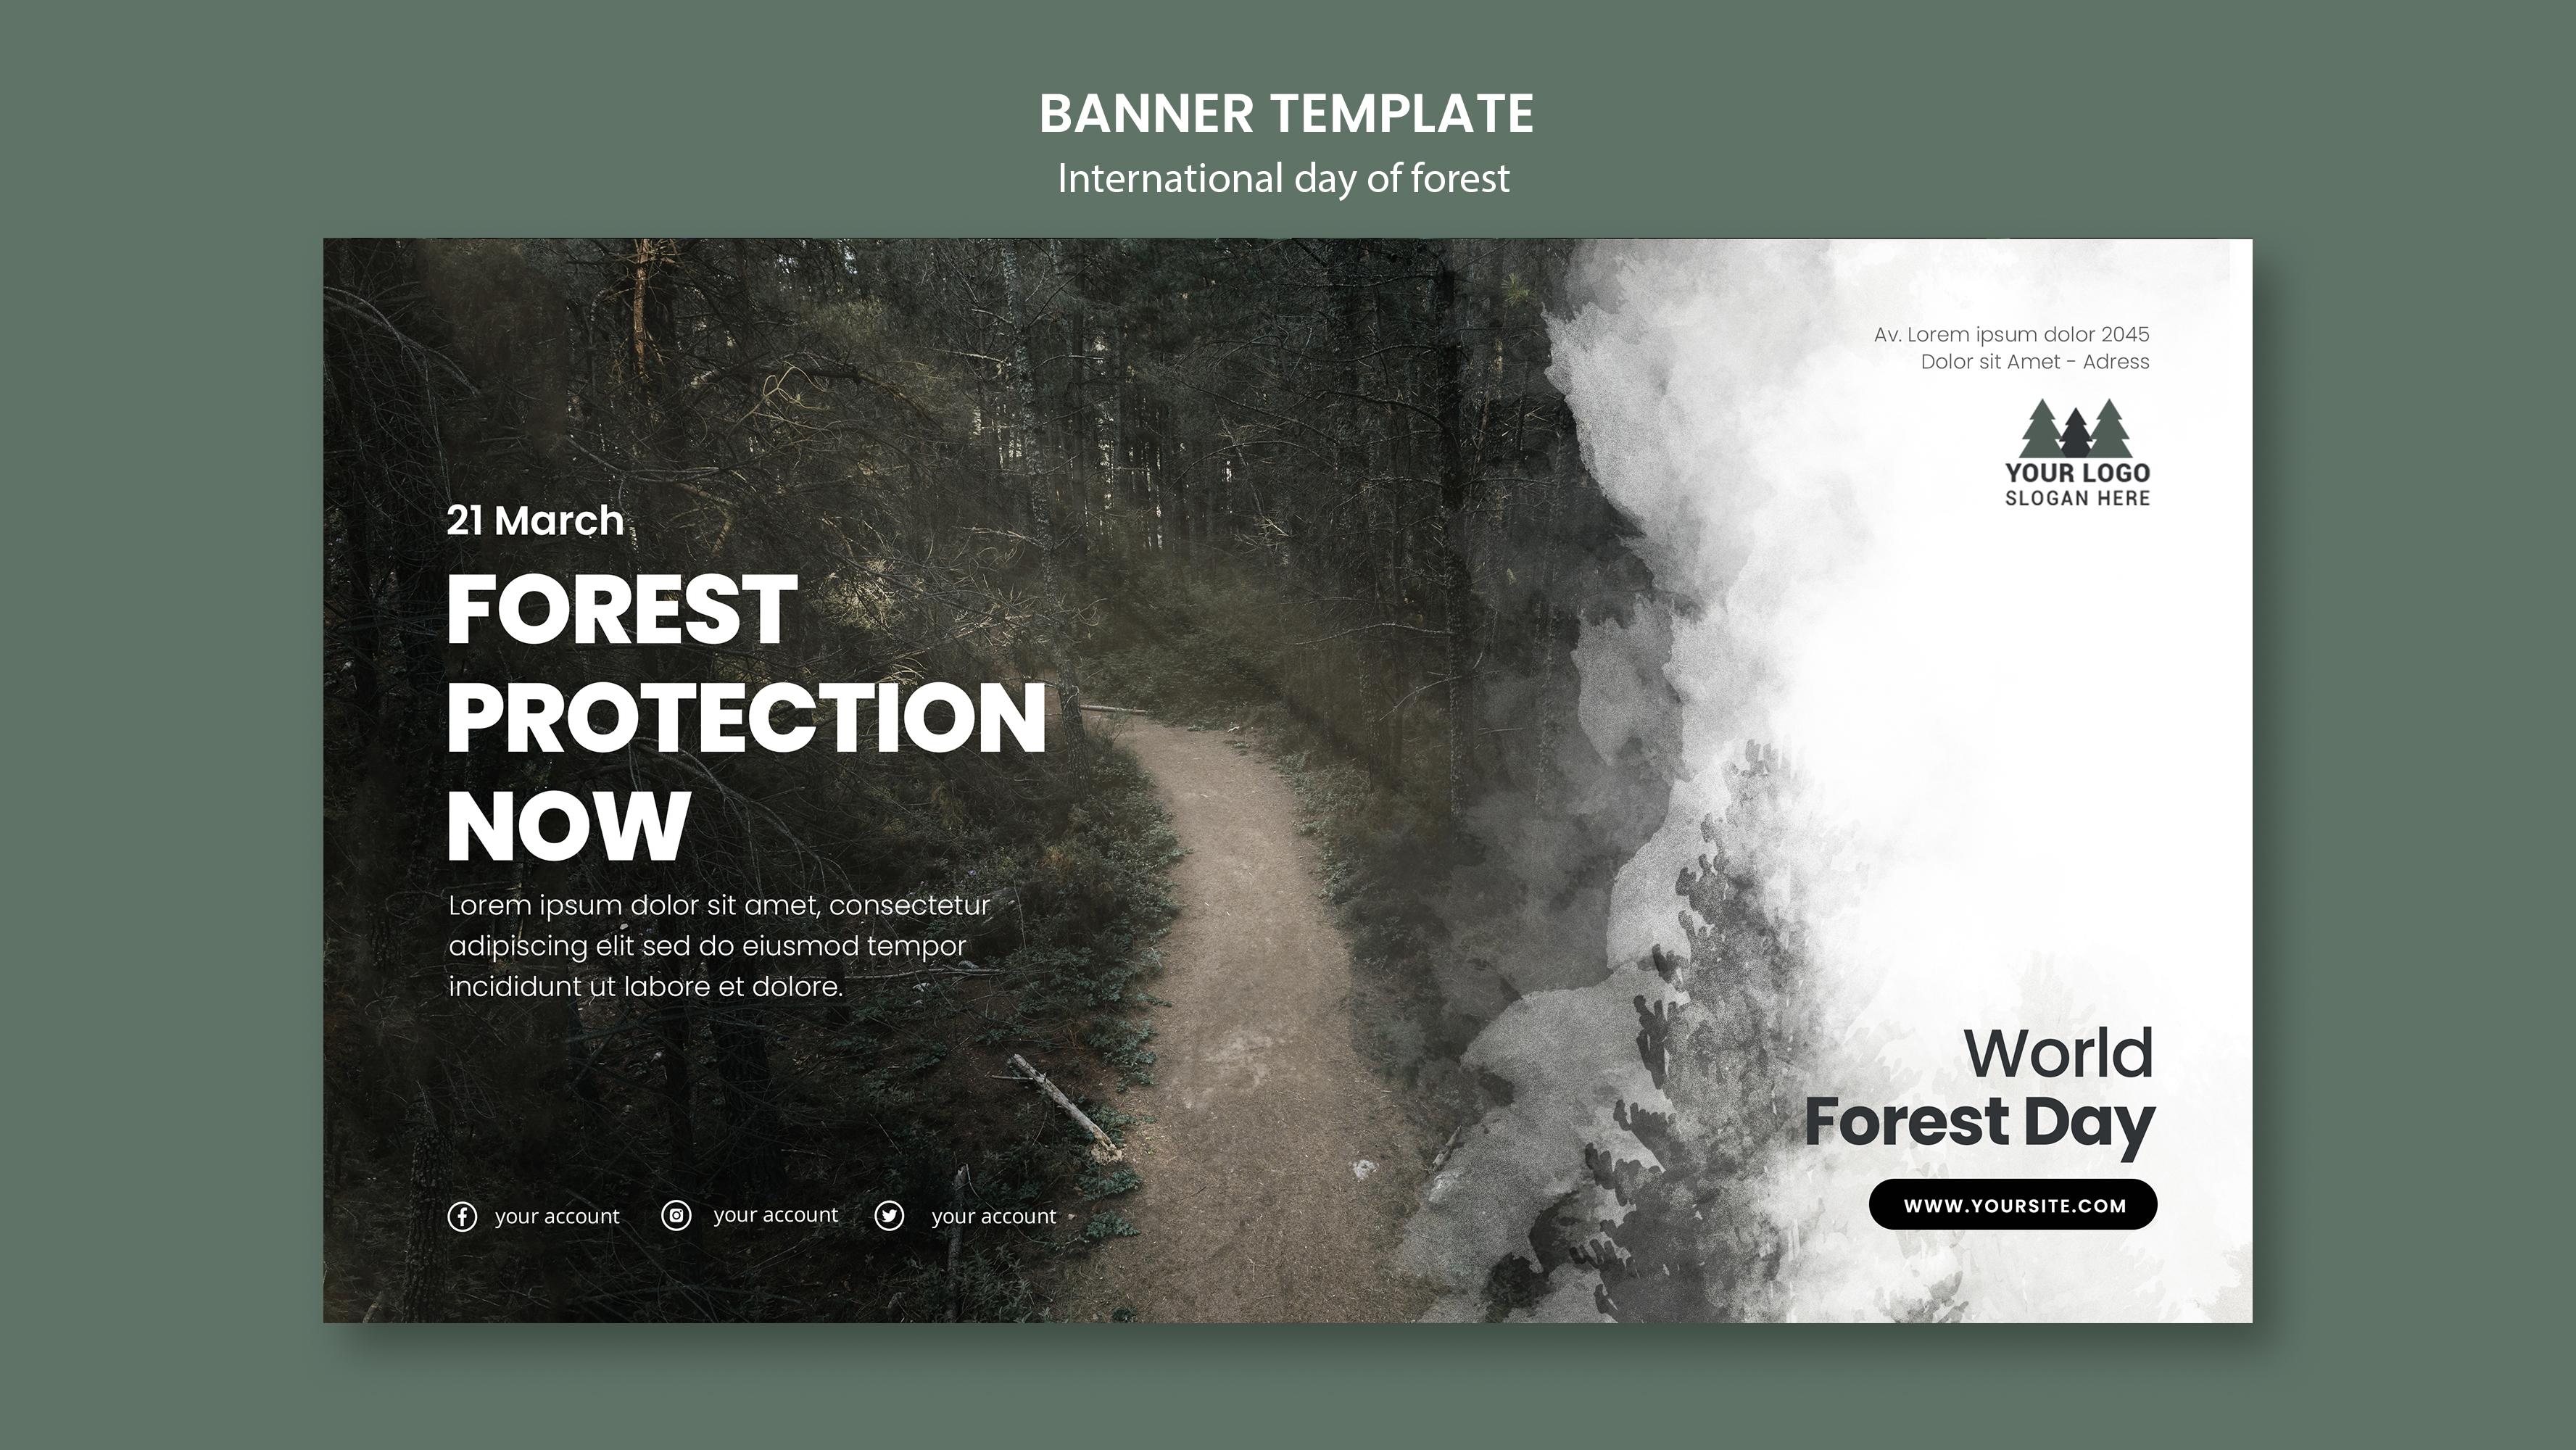 BANNER TEMPLATE
International day of forest
Av. Lorem ipsum dolor 2045
Dolor sit Amet - Adress
YOUR LOGO
SLOGAN HERE
21 March
FOREST
PROTECTION
NOW
Lorem ipsum dolor sit amet, consectetur
adipiscing elit sed do eiusmod tempor
incididunt ut labore et dolore.
your account
your account
your account
World
Forest Day
WWW.YOURSITE.COM